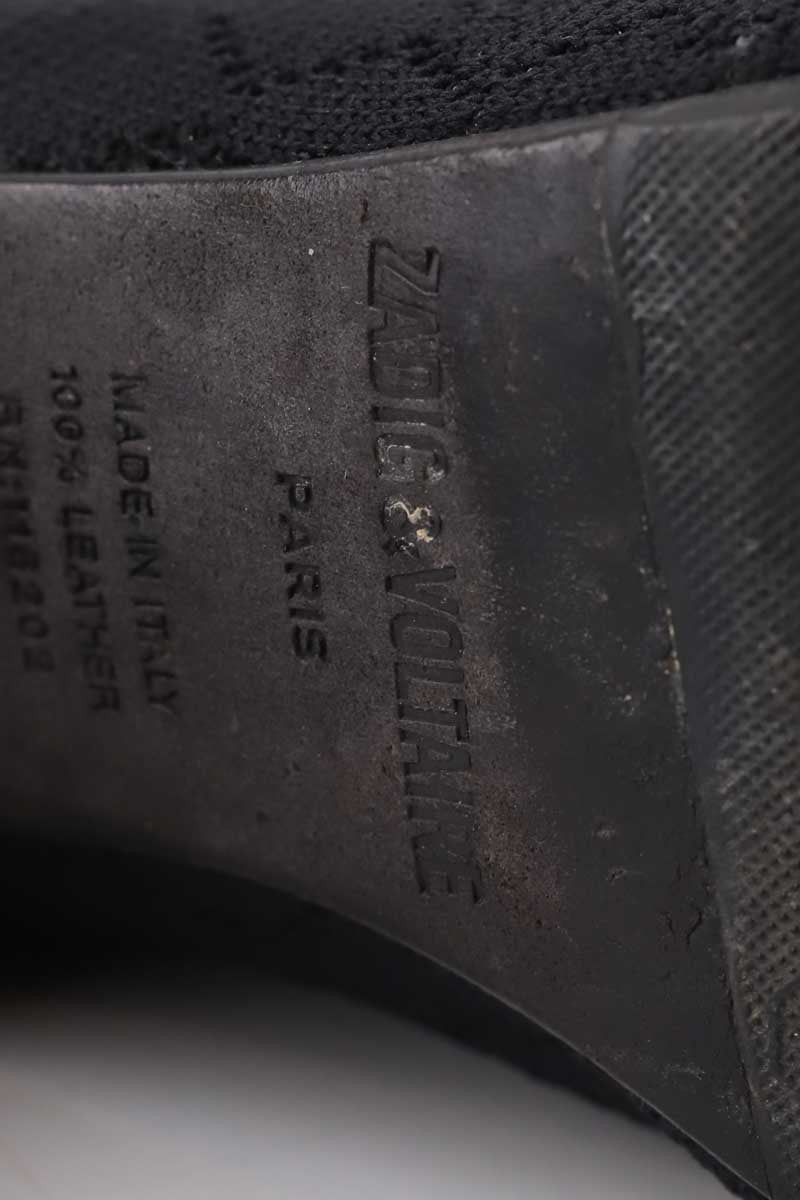 ZADIG & VOLTAIRE
PARIS
MADE IN ITALY
100% LEATHER